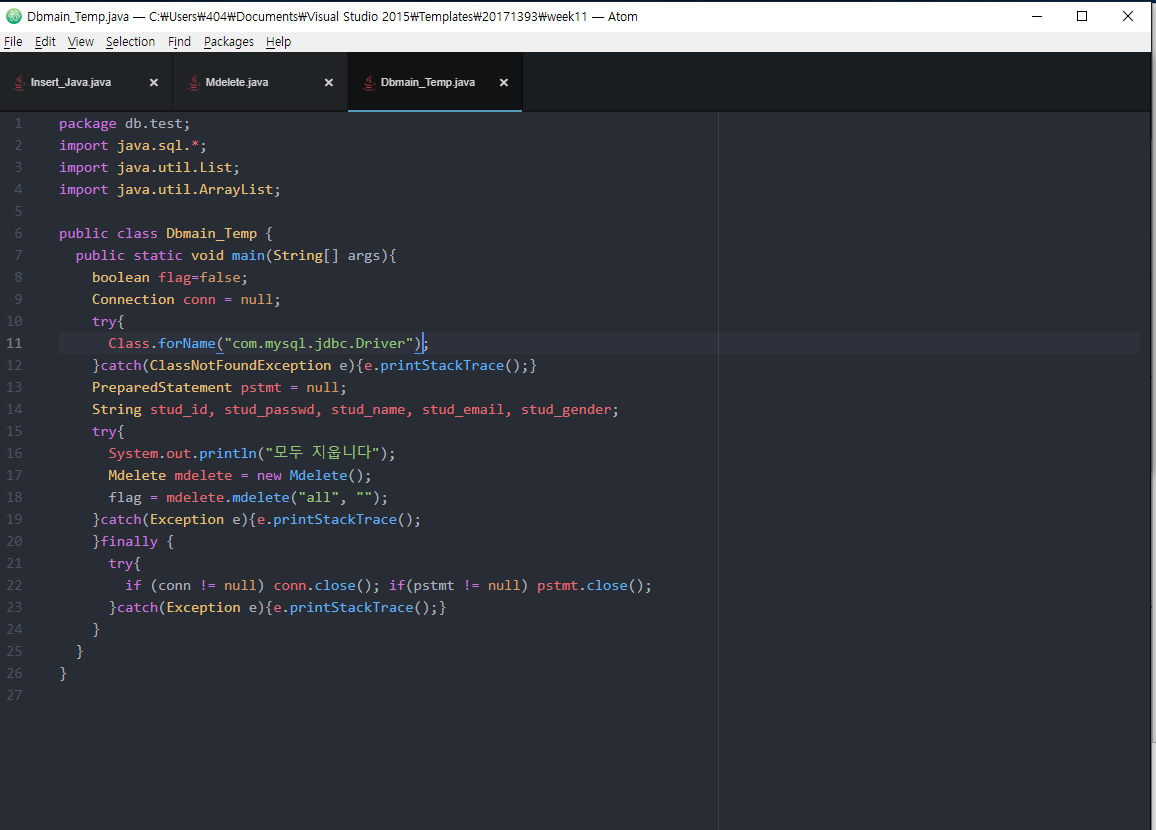 Dbmain_Temp.java — C:₩Users₩404₩Documents₩Visual Studio 2015₩Templates₩20171393₩week11 — Atom
File Edit View Selection Find Packages Help
Insert_Java.java Mdelete.java Dbmain_Temp.java
1 package db.test;
2 import java.sql.*;
3 import java.util.List;
4 import java.util.ArrayList;
5
6 public class Dbmain_Temp {
7 public static void main(String[] args){
8 boolean flag=false;
9 Connection conn = null;
10 try{
11 Class.forName("com.mysql.jdbc.Driver");
12 }catch(ClassNotFoundException e){e.printStackTrace();}
13 PreparedStatement pstmt = null;
14 String stud_id, stud_passwd, stud_name, stud_email, stud_gender;
15 try{
16 System.out.println("모두 지웁니다");
17 Mdelete mdelete = new Mdelete();
18 flag = mdelete.mdelete("all", "");
19 }catch(Exception e){e.printStackTrace();
20 }finally {
21 try{
22 if (conn != null) conn.close(); if(pstmt != null) pstmt.close();
23 }catch(Exception e){e.printStackTrace();}
24 }
25 }
26 }
27